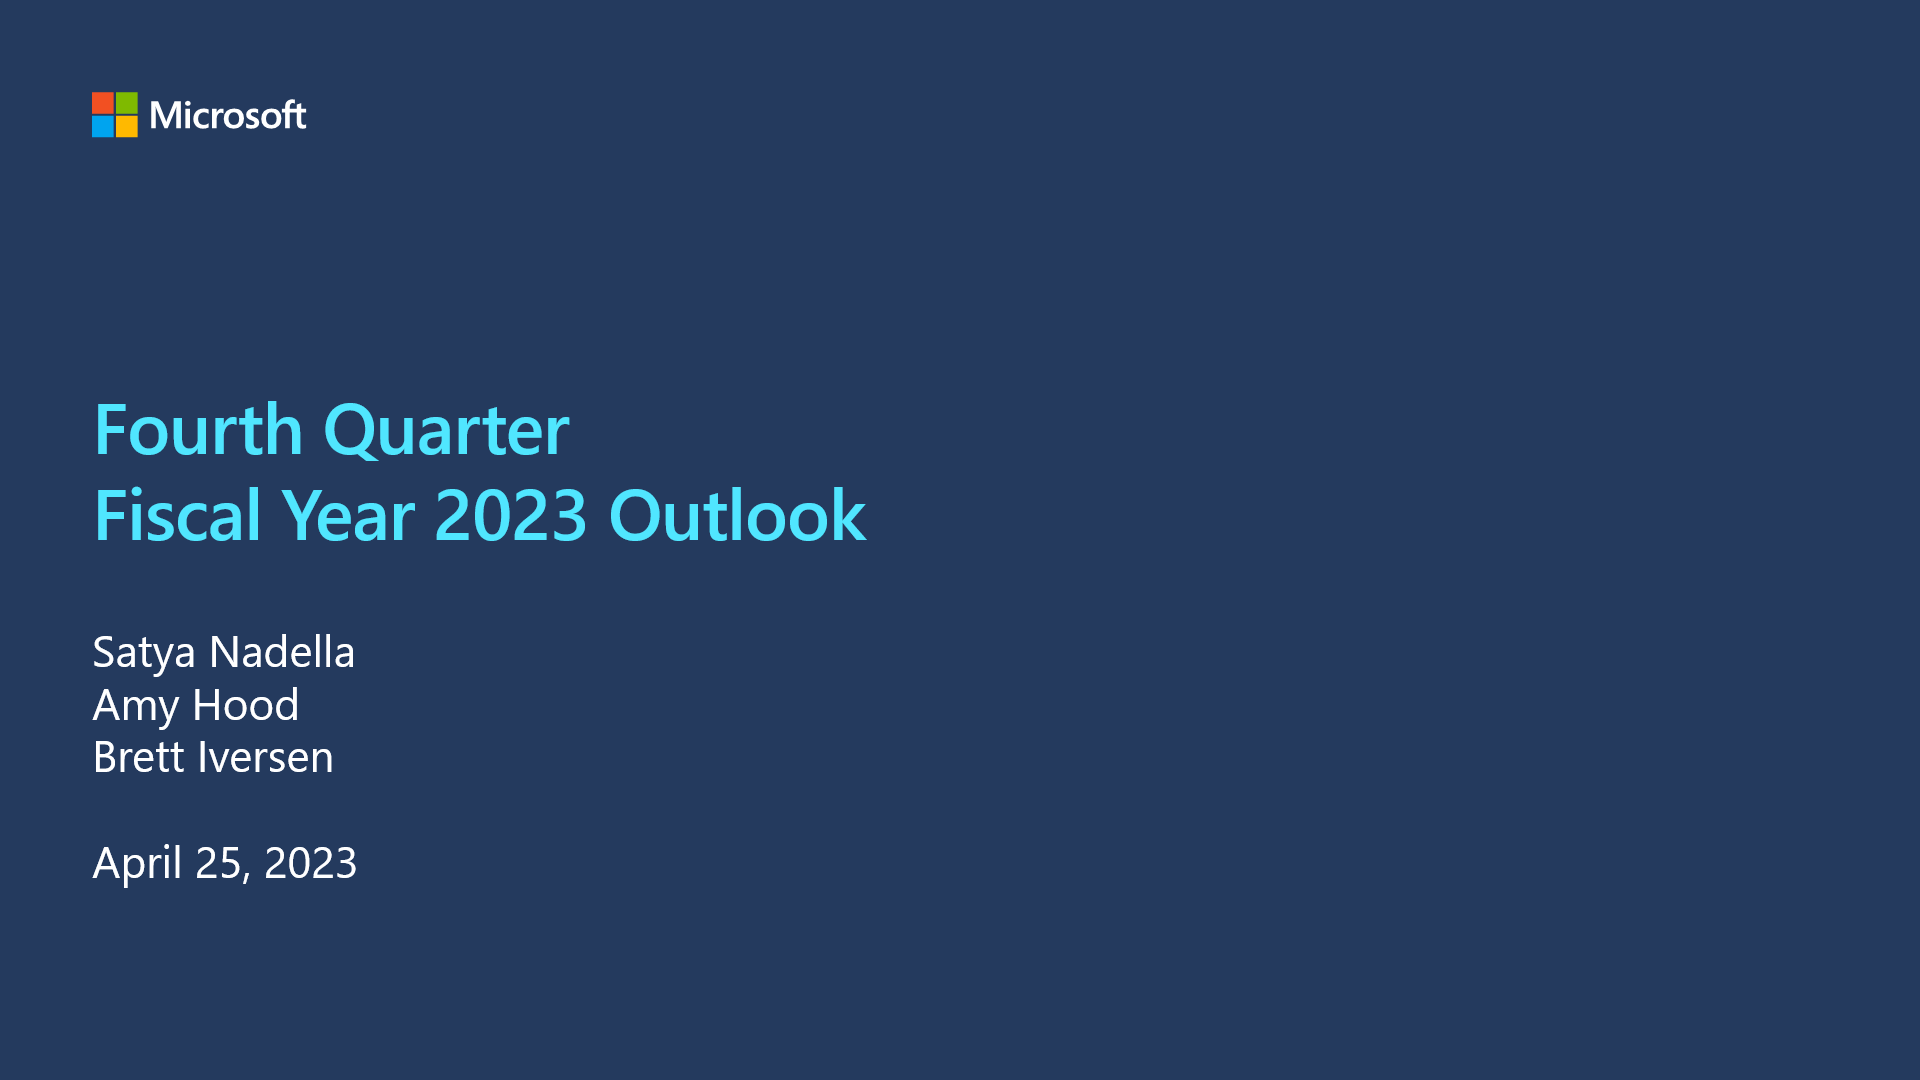 Microsoft
Fourth Quarter
Fiscal Year 2023 Outlook
Satya Nadella
Amy Hood
Brett Iversen
April 25, 2023